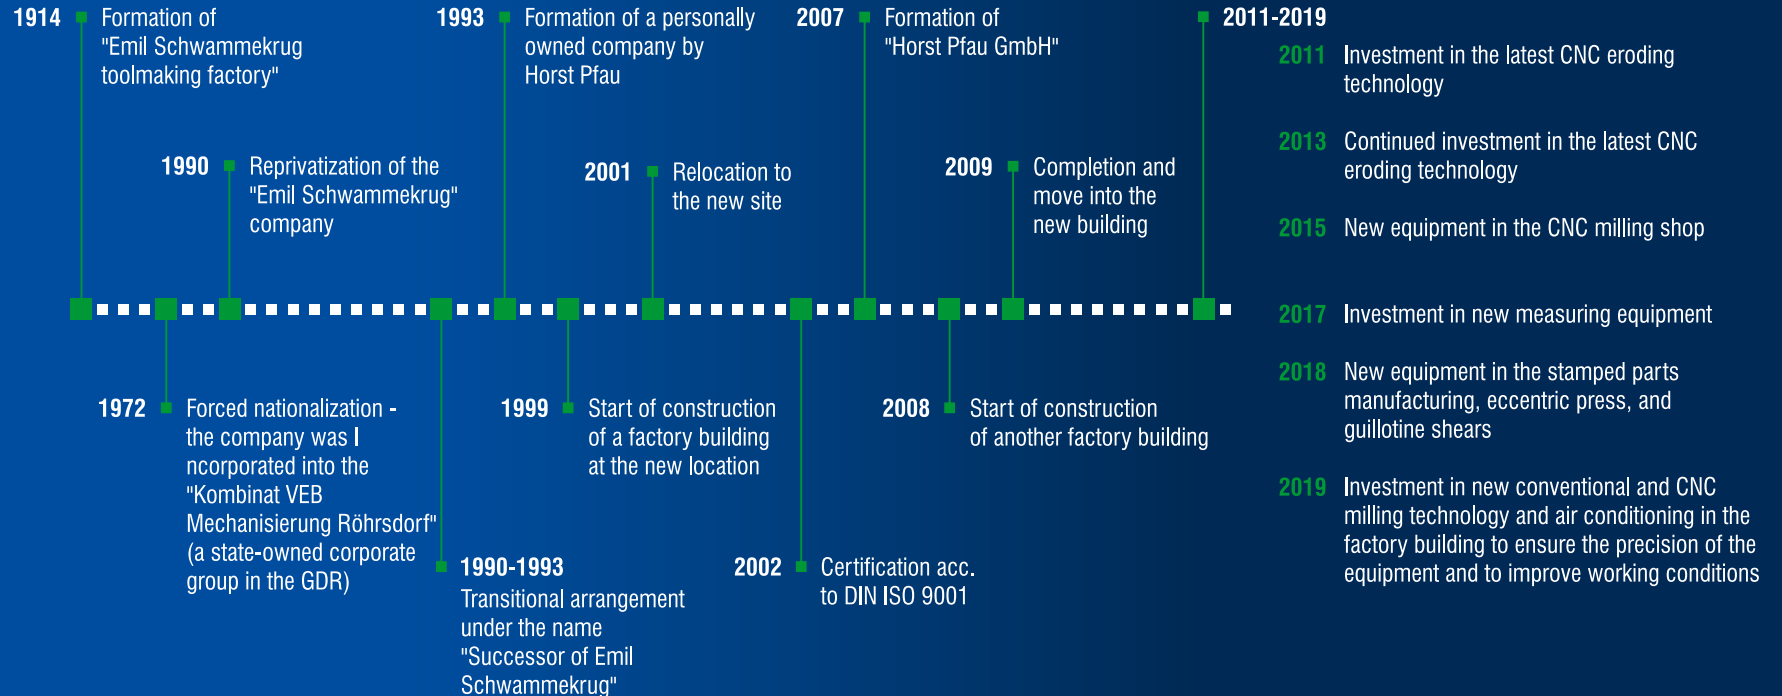 1914
Formation of
"Emil Schwammekrug
toolmaking factory"
1972
Forced nationalization -
the company was I
ncorporated into the
"Kombinat VEB
Mechanisierung Röhrsdorf"
(a state-owned corporate
group in the GDR)
1990
Reprivatization of the
"Emil Schwammekrug"
company
1990-1993
Transitional arrangement
under the name
"Successor of Emil
Schwammekrug"
1993
Formation of a personally
owned company by
Horst Pfau
1999
Start of construction
of a factory building
at the new location
2001
Relocation to
the new site
2002
Certification acc.
to DIN ISO 9001
2007
Formation of
"Horst Pfau GmbH"
2008
Start of construction
of another factory building
2009
Completion and
move into the
new building
2011-2019
2011 Investment in the latest CNC eroding
technology
2013 Continued investment in the latest CNC
eroding technology
2015 New equipment in the CNC milling shop
2017 Investment in new measuring equipment
2018 New equipment in the stamped parts
manufacturing, eccentric press, and
guillotine shears
2019 Investment in new conventional and CNC
milling technology and air conditioning in the
factory building to ensure the precision of the
equipment and to improve working conditions